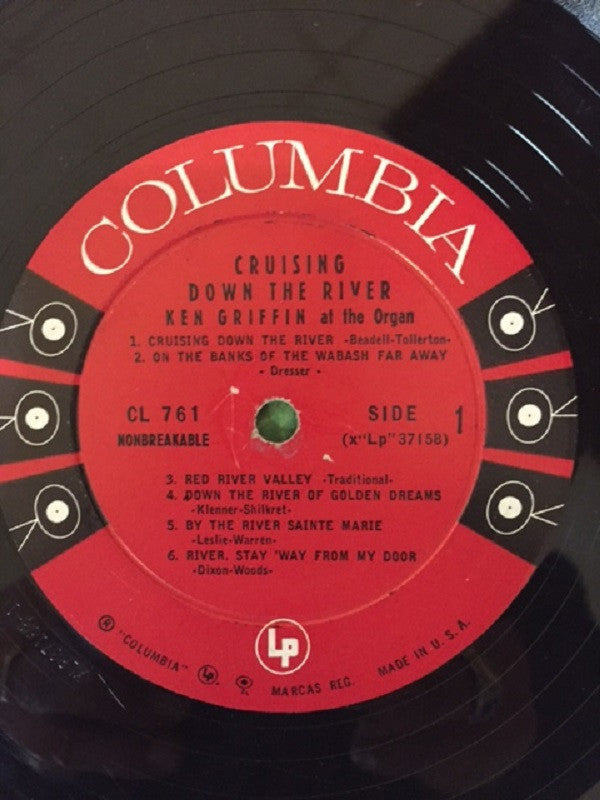 COLUMBIA
CRUISING
DOWN THE RIVER
KEN GRIFFIN at the Organ
1. CRUISING DOWN THE RIVER -Beadell-Tollerton-
2. ON THE BANKS OF THE WABASH FAR AWAY
- Dresser -
CL 761
SIDE 1
NONBREAKABLE
(x"Lp"37158)
3. RED RIVER VALLEY -Traditional-
4. DOWN THE RIVER OF GOLDEN DREAMS
-Klenner-Shilkret-
5. BY THE RIVER SAINTE MARIE
-Leslie-Warren-
6. RIVER, STAY 'WAY FROM MY DOOR
-Dixon-Woods-
Lp
® "COLUMBIA" Lp MARCAS REG. MADE IN U.S.A.